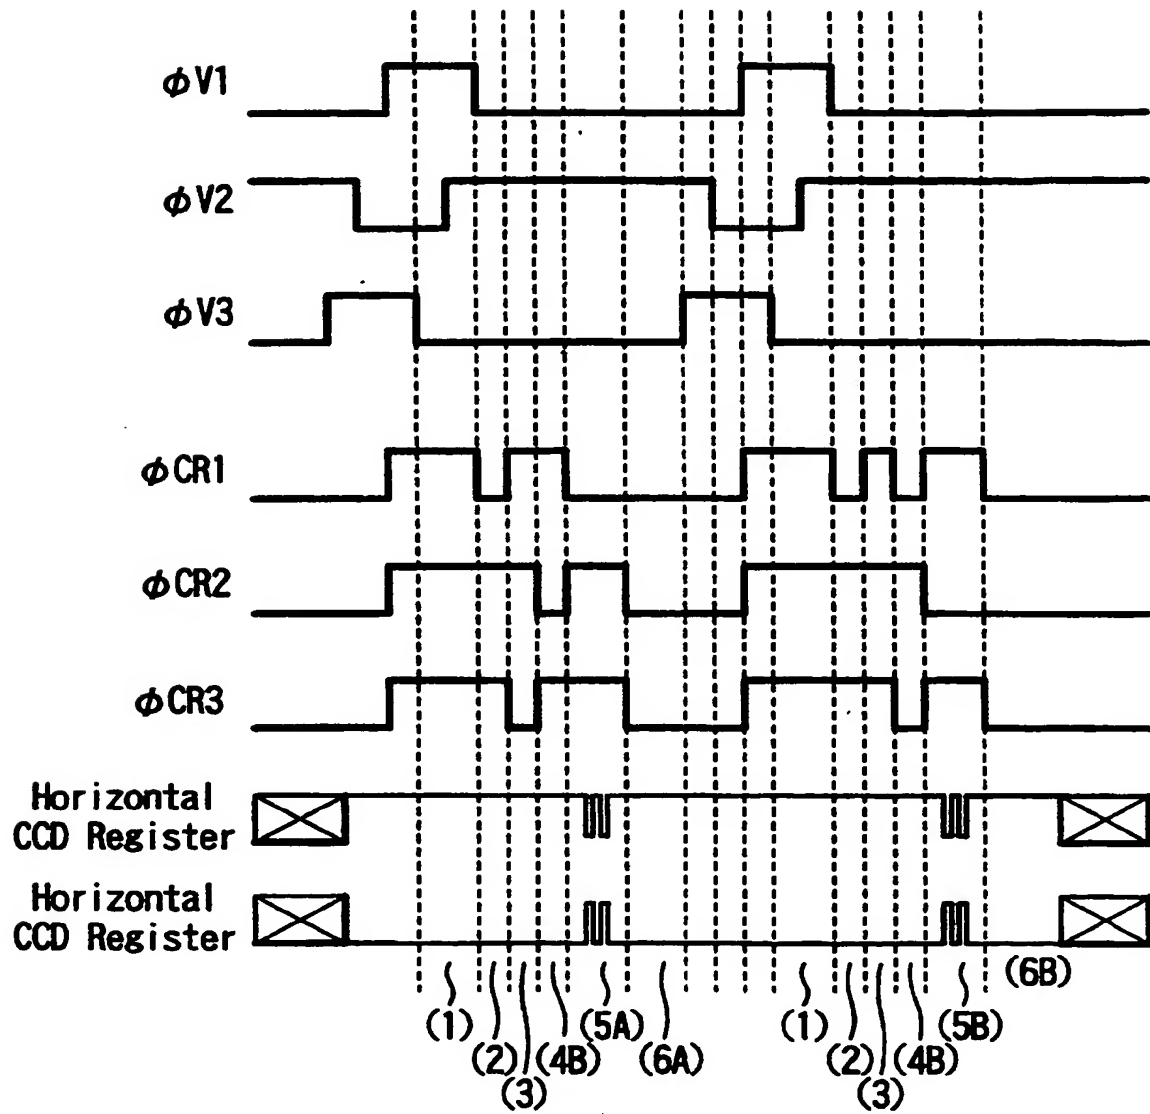 φV1
φV2
φV3
φCR1
φCR2
φCR3
Horizontal
CCD Register
Horizontal
CCD Register
(6B)
(1) (5A) (1) (5B)
(2) (4B) (6A) (2) (4B)
(3) (3)